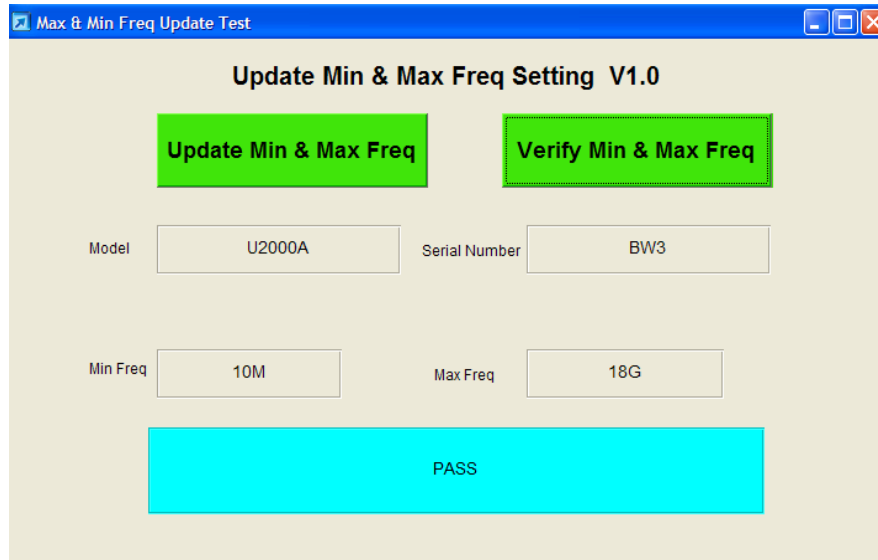 Max & Min Freq Update Test
Update Min & Max Freq Setting V1.0
Update Min & Max Freq
Verify Min & Max Freq
Model
U2000A
Serial Number
BW3
Min Freq
10M
Max Freq
18G
PASS